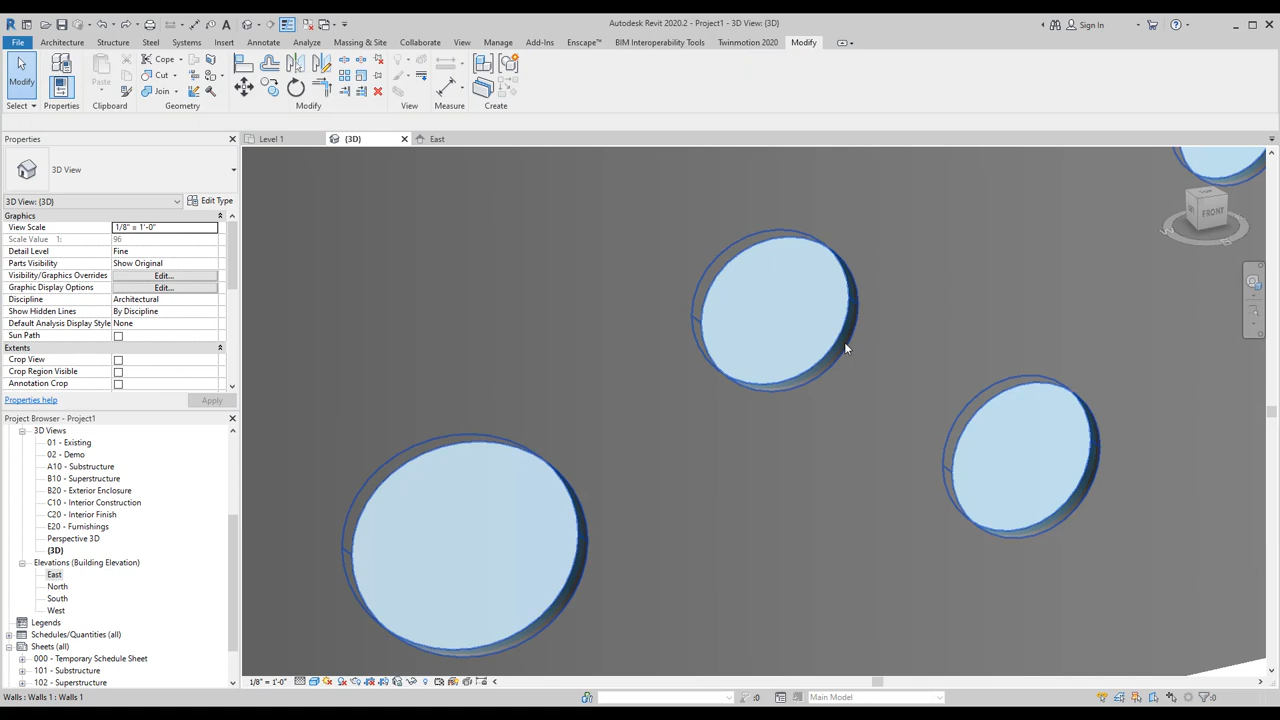 Autodesk Revit 2020.2 - Project1 - 3D View: {3D}
Sign In
File Architecture Structure Steel Systems Insert Annotate Analyze Massing & Site Collaborate View Manage Add-Ins Enscape™ BIM Interoperability Tools Twinmotion 2020 Modify
Modify
Paste
Cope
Cut
Join
Select Properties Clipboard Geometry Modify View Measure Create
Properties
Level 1
{3D}
East
3D View
3D View: {3D}
Edit Type
Graphics
View Scale 1/8" = 1'-0"
Scale Value 1: 96
Detail Level Fine
Parts Visibility Show Original
Visibility/Graphics Overrides Edit...
Graphic Display Options Edit...
Discipline Architectural
Show Hidden Lines By Discipline
Default Analysis Display Style None
Sun Path
Extents
Crop View
Crop Region Visible
Annotation Crop
Properties help
Apply
Project Browser - Project1
3D Views
01 - Existing
02 - Demo
A10 - Substructure
B10 - Superstructure
B20 - Exterior Enclosure
C10 - Interior Construction
C20 - Interior Finish
E20 - Furnishings
Perspective 3D
{3D}
Elevations (Building Elevation)
East
North
South
West
Legends
Schedules/Quantities (all)
Sheets (all)
000 - Temporary Schedule Sheet
101 - Substructure
102 - Superstructure
FRONT
1/8" = 1'-0"
Walls : Walls 1 : Walls 1
:0
Main Model
:0